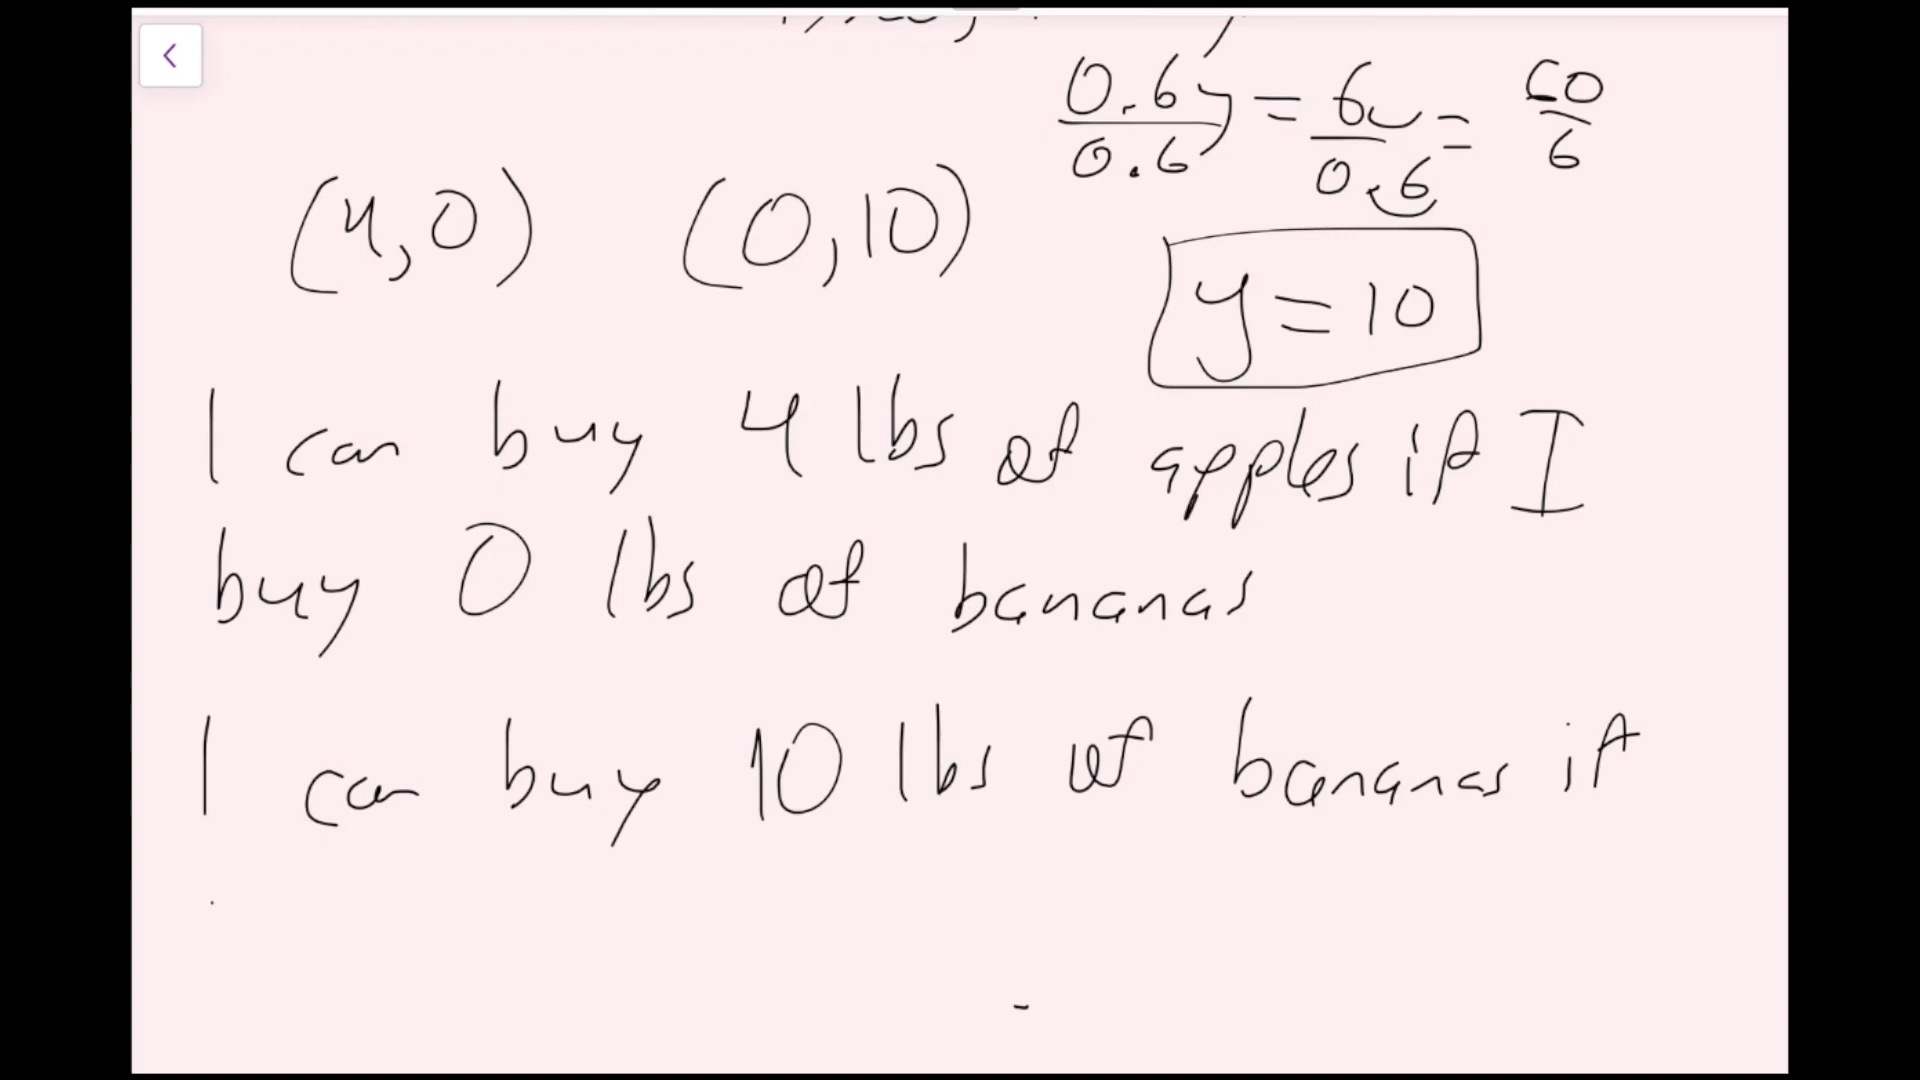 0.6y/0.6 = 6/0.6 = 60/6
(4,0) (0,10)
y=10
I can buy 4 lbs of apples if I
buy 0 lbs of bananas
I can buy 10 lbs of bananas if